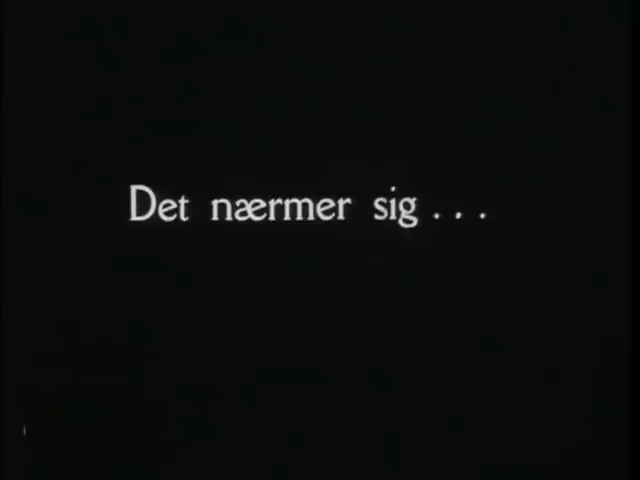 Det nærmer sig . . .